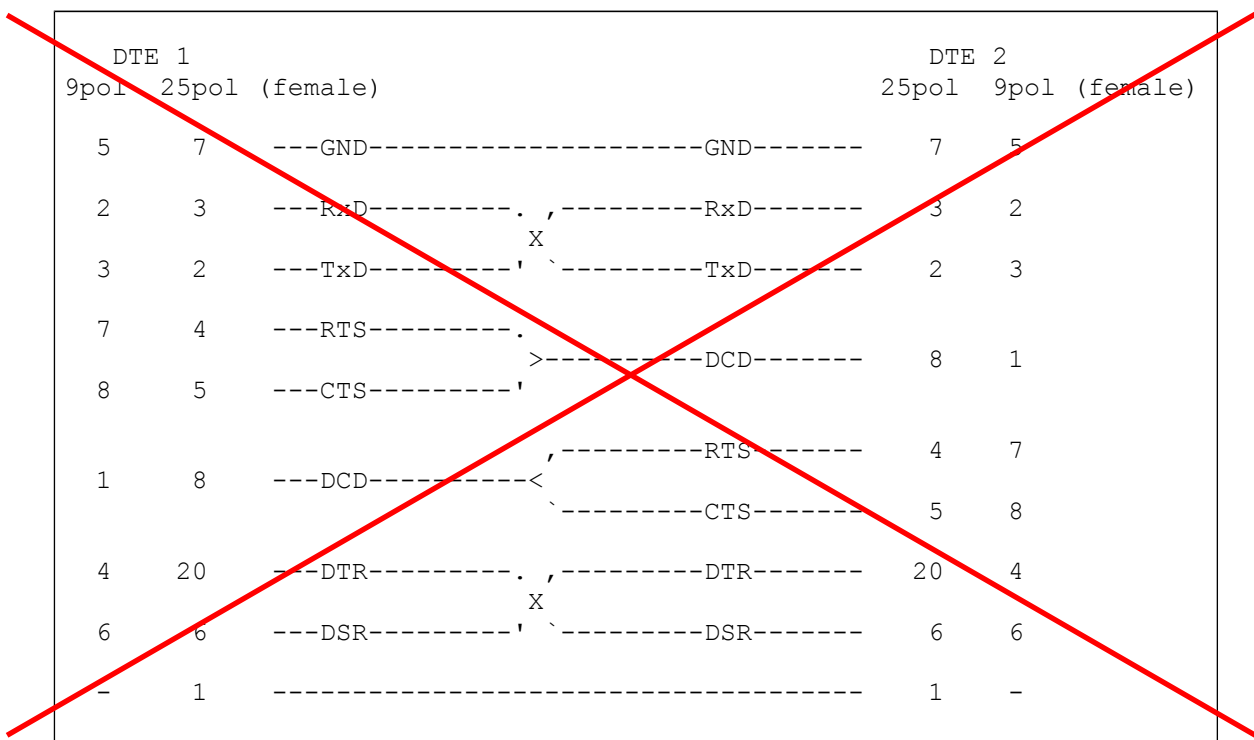 DTE 1                                 DTE 2
9pol 25pol (female)                   25pol 9pol (female)
5 7 ---GND--------------------GND------- 7 5
2 3 ---RxD---------. ,---------RxD------- 3 2
X
3 2 ---TxD---------' `---------TxD------- 2 3
7 4 ---RTS---------.
>----------DCD------- 8 1
8 5 ---CTS---------'
,---------RTS------- 4 7
1 8 ---DCD----------<
`---------CTS------- 5 8
4 20 ---DTR---------. ,---------DTR------- 20 4
X
6 6 ---DSR---------' `---------DSR------- 6 6
- 1 ------------------------------------- 1 -